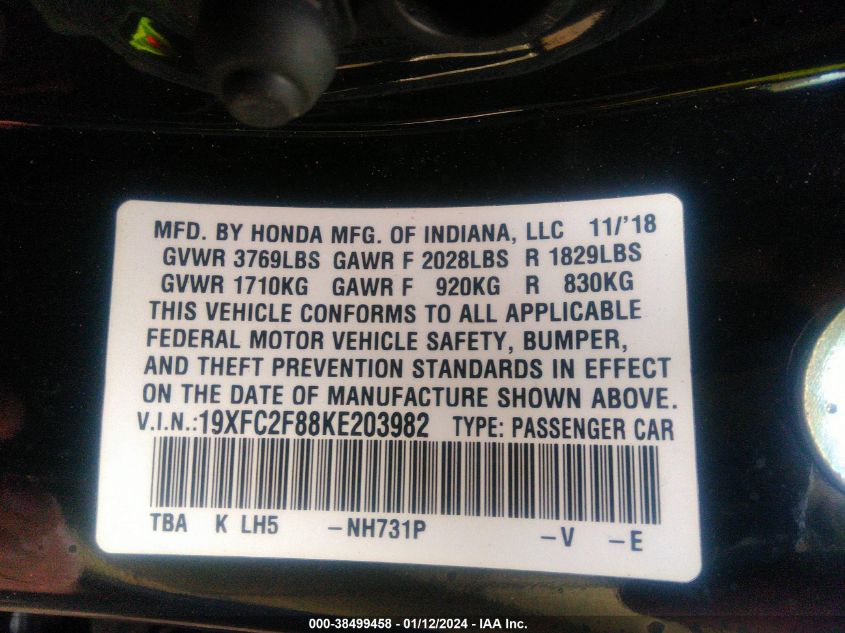 MFD. BY HONDA MFG. OF INDIANA, LLC 11/'18
GVWR 3769LBS GAWR F 2028LBS R 1829LBS
GVWR 1710KG GAWR F 920KG R 830KG
THIS VEHICLE CONFORMS TO ALL APPLICABLE
FEDERAL MOTOR VEHICLE SAFETY, BUMPER,
AND THEFT PREVENTION STANDARDS IN EFFECT
ON THE DATE OF MANUFACTURE SHOWN ABOVE.
V.I.N.:19XFC2F88KE203982 TYPE: PASSENGER CAR
TBA K LH5 -NH731P -V -E
000-38499458 - 01/12/2024 - IAA Inc.